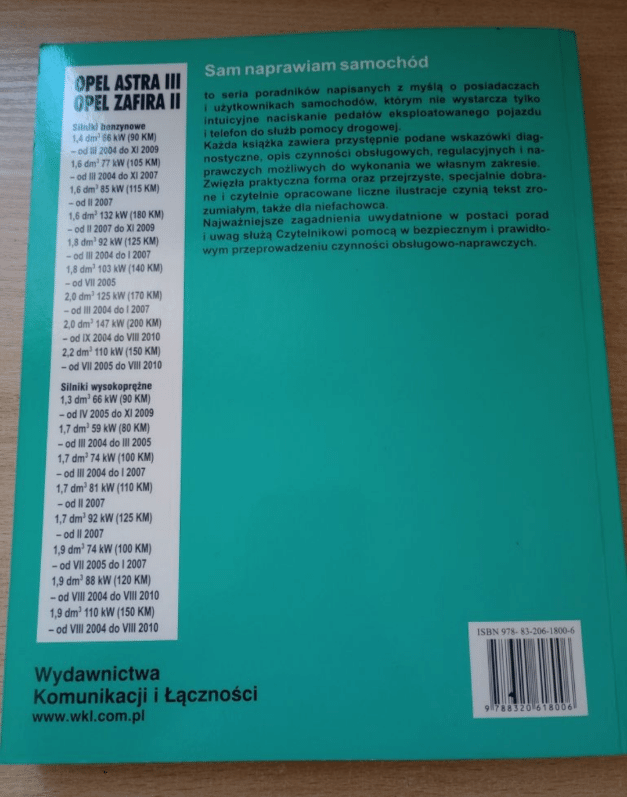 OPEL ASTRA III
OPEL ZAFIRA II
Silniki benzynowe
1,4 dm³ 66 kW (90 KM)
– od III 2004 do XI 2009
1,6 dm³ 77 kW (105 KM)
– od III 2004 do XI 2007
1,6 dm³ 85 kW (115 KM)
– od II 2007
1,6 dm³ 132 kW (180 KM)
– od II 2007 do XI 2009
1,8 dm³ 92 kW (125 KM)
– od III 2004 do I 2007
1,8 dm³ 103 kW (140 KM)
– od VII 2005
2,0 dm³ 125 kW (170 KM)
– od III 2004 do I 2007
2,0 dm³ 147 kW (200 KM)
– od IX 2004 do VIII 2010
2,2 dm³ 110 kW (150 KM)
– od VII 2005 do VIII 2010
Silniki wysokoprężne
1,3 dm³ 66 kW (90 KM)
– od IV 2005 do XI 2009
1,7 dm³ 59 kW (80 KM)
– od III 2004 do III 2005
1,7 dm³ 74 kW (100 KM)
– od III 2004 do I 2007
1,7 dm³ 81 kW (110 KM)
– od II 2007
1,7 dm³ 92 kW (125 KM)
– od II 2007
1,9 dm³ 74 kW (100 KM)
– od VII 2005 do I 2007
1,9 dm³ 88 kW (120 KM)
– od VIII 2004 do VIII 2010
1,9 dm³ 110 kW (150 KM)
– od VIII 2004 do VIII 2010
Sam naprawiam samochód
to seria poradników napisanych z myślą o posiadaczach
i użytkownikach samochodów, którym nie wystarcza tylko
intuicyjne naciskanie pedałów eksploatowanego pojazdu
i telefon do służb pomocy drogowej.
Każda książka zawiera przystępnie podane wskazówki diag-
nostyczne, opis czynności obsługowych, regulacyjnych i na-
prawczych możliwych do wykonania we własnym zakresie.
Zwięzła praktyczna forma oraz przejrzyste, specjalnie dobra-
ne i czytelnie opracowane liczne ilustracje czynią tekst zro-
zumiałym, także dla niefachowca.
Najważniejsze zagadnienia uwydatnione w postaci porad
i uwag służą Czytelnikowi pomocą w bezpiecznym i prawidło-
wym przeprowadzeniu czynności obsługowo-naprawczych.
Wydawnictwa
Komunikacji i Łączności
www.wkl.com.pl
ISBN 978- 83-206-1800-6
9 788320 618006